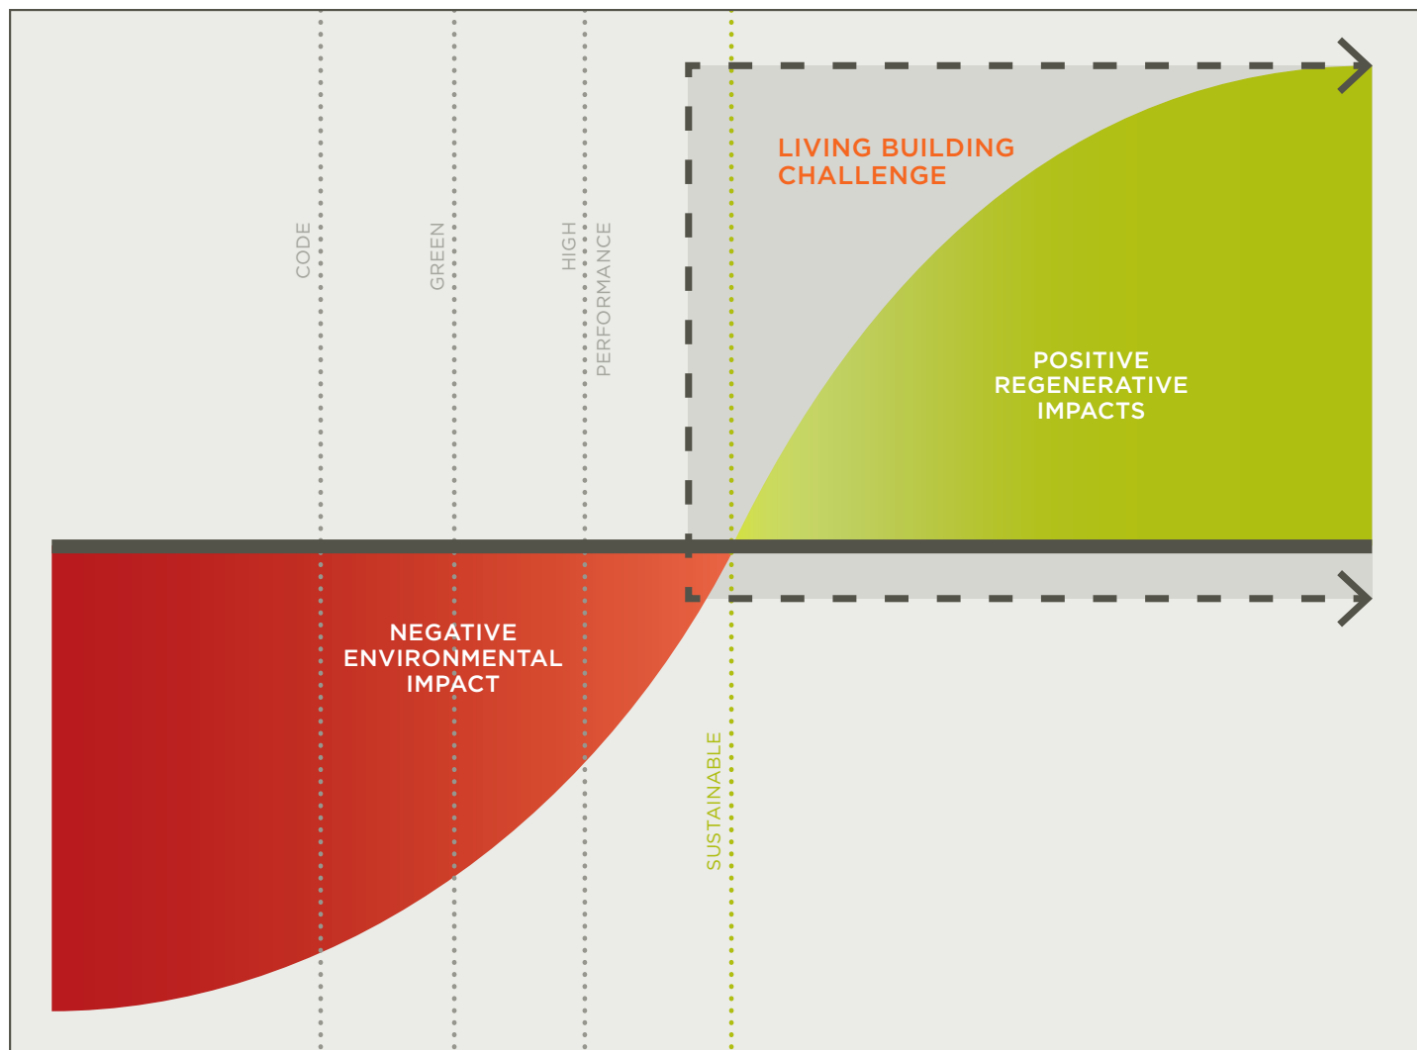 LIVING BUILDING
CHALLENGE
CODE
GREEN
HIGH
PERFORMANCE
POSITIVE
REGENERATIVE
IMPACTS
NEGATIVE
ENVIRONMENTAL
IMPACT
SUSTAINABLE